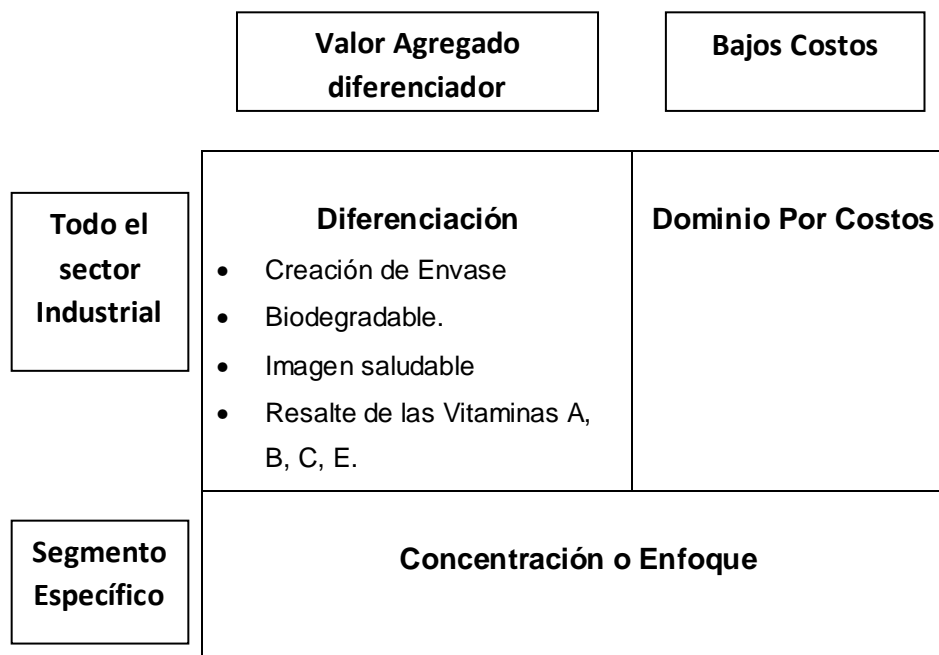 Valor Agregado
diferenciador
Bajos Costos
Todo el
sector
Industrial
Diferenciación
• Creación de Envase
• Biodegradable.
• Imagen saludable
• Resalte de las Vitaminas A,
B, C, E.
Dominio Por Costos
Segmento
Específico
Concentración o Enfoque